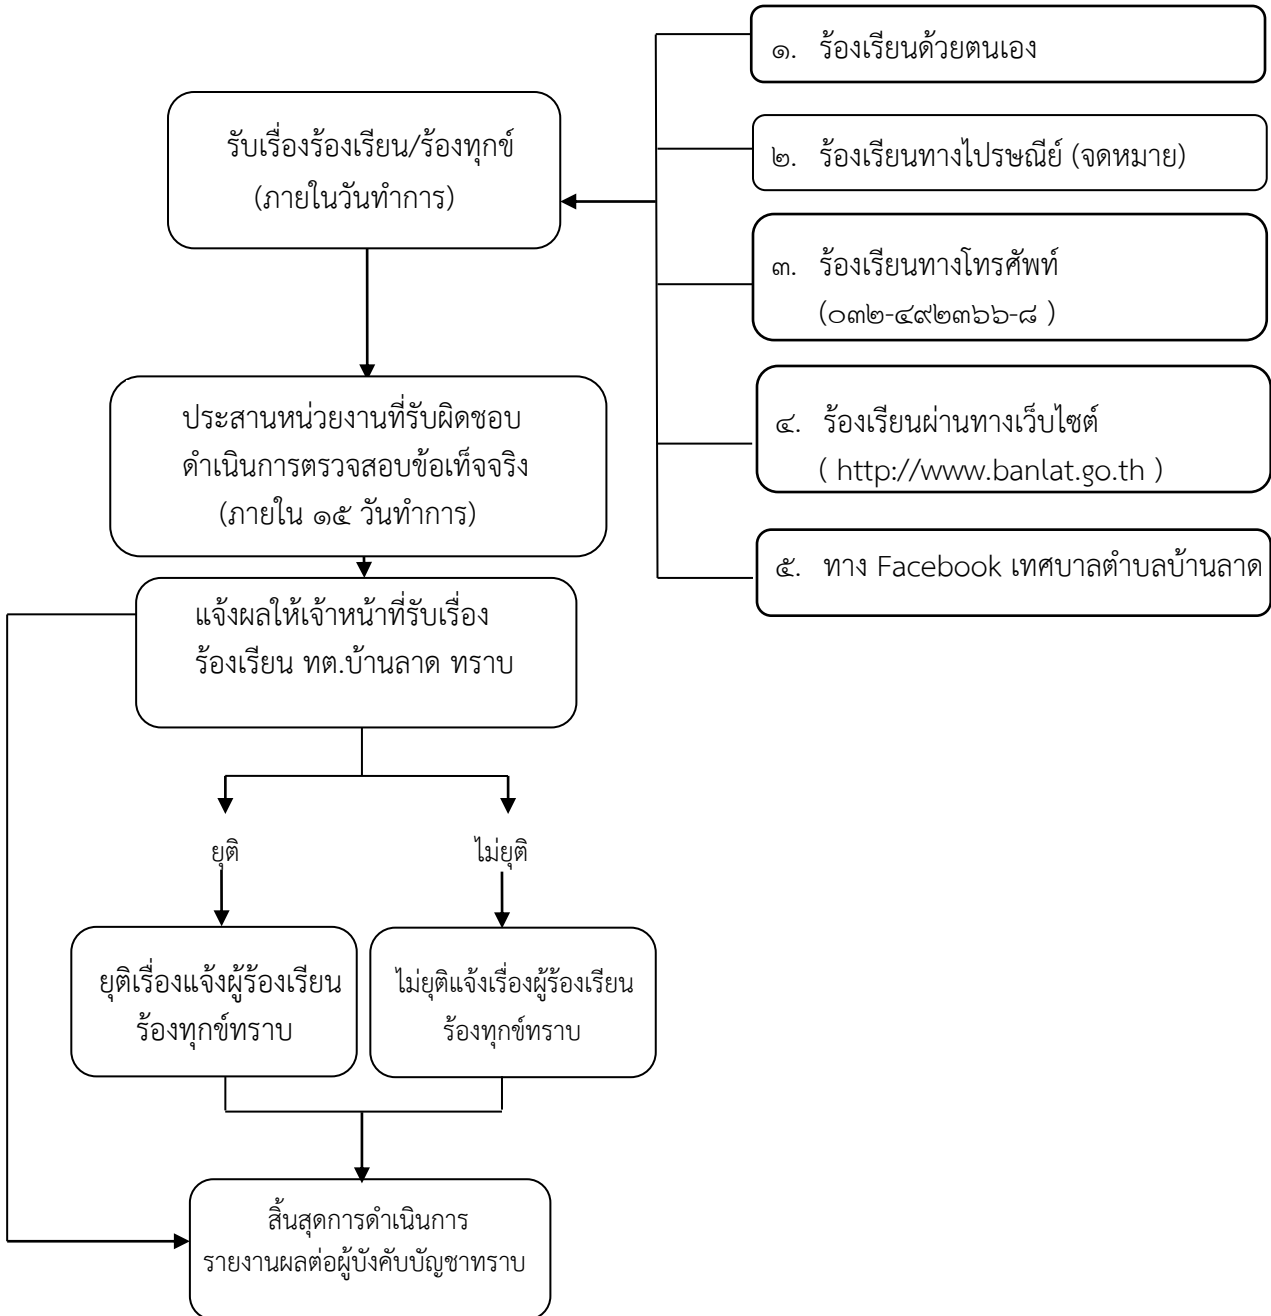 ๑. ร้องเรียนด้วยตนเอง
รับเรื่องร้องเรียน/ร้องทุกข์
(ภายในวันทำการ)
๒. ร้องเรียนทางไปรษณีย์ (จดหมาย)
๓. ร้องเรียนทางโทรศัพท์
(๐๓๒-๔๙๒๓๖๖-๘ )
ประสานหน่วยงานที่รับผิดชอบ
ดำเนินการตรวจสอบข้อเท็จจริง
(ภายใน ๑๕ วันทำการ)
๔. ร้องเรียนผ่านทางเว็บไซต์
( http://www.banlat.go.th )
๕. ทาง Facebook เทศบาลตำบลบ้านลาด
แจ้งผลให้เจ้าหน้าที่รับเรื่อง
ร้องเรียน ทต.บ้านลาด ทราบ
ยุติ
ไม่ยุติ
ยุติเรื่องแจ้งผู้ร้องเรียน
ร้องทุกข์ทราบ
ไม่ยุติแจ้งเรื่องผู้ร้องเรียน
ร้องทุกข์ทราบ
สิ้นสุดการดำเนินการ
รายงานผลต่อผู้บังคับบัญชาทราบ